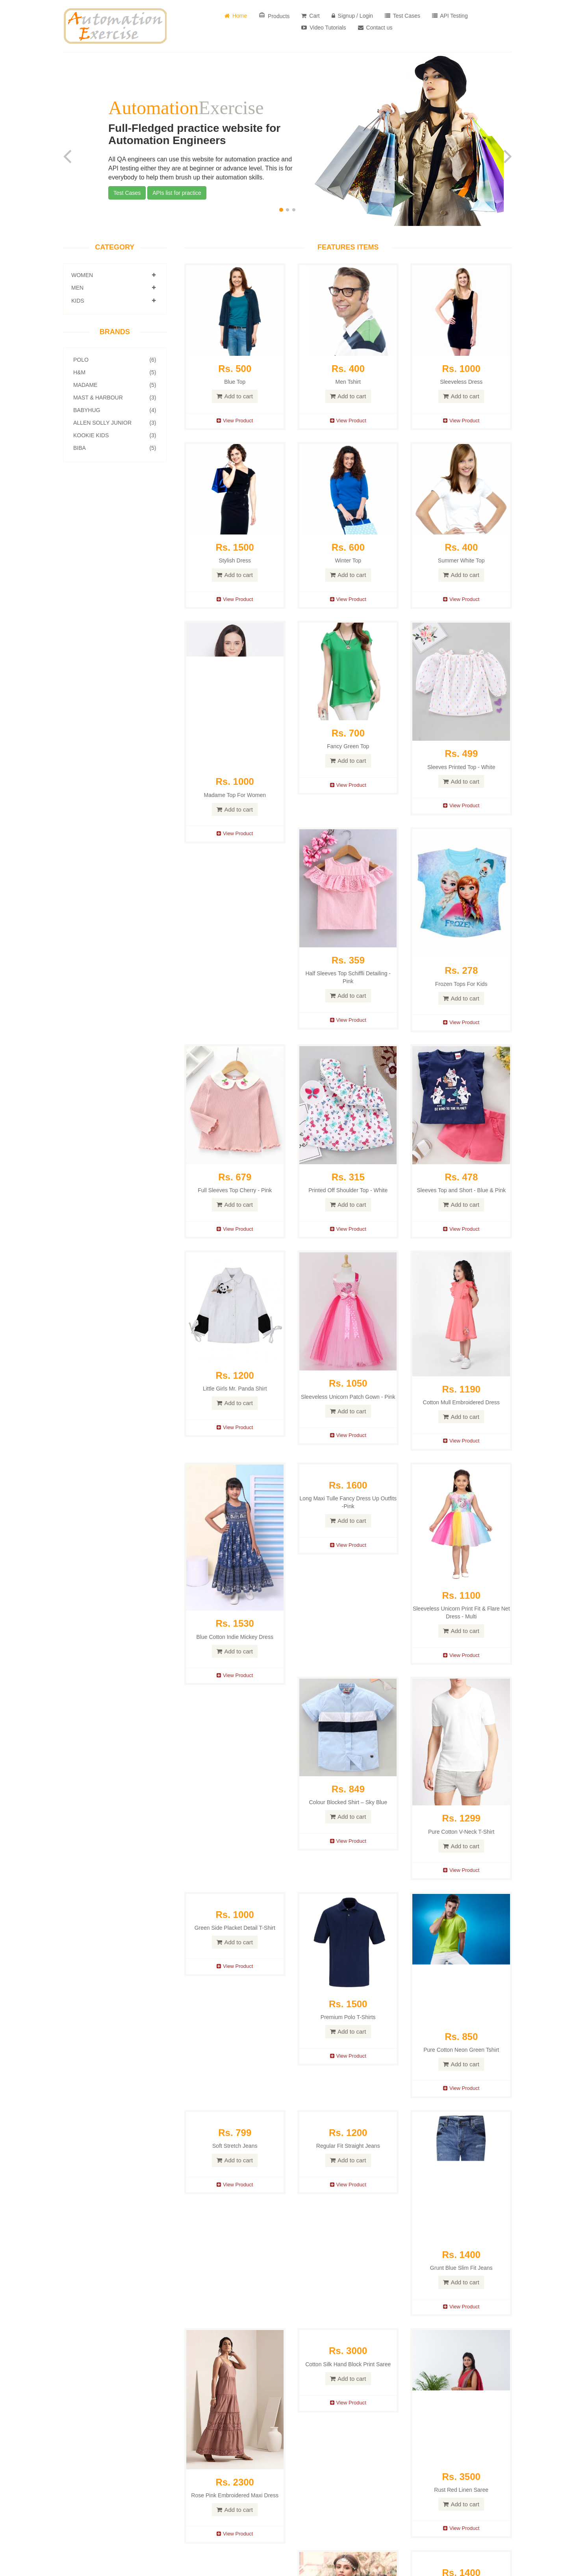 Automation
Exercise
Home
Products
Cart
Signup / Login
Test Cases
API Testing
Video Tutorials
Contact us
AutomationExercise
Full-Fledged practice website for
Automation Engineers
All QA engineers can use this website for automation practice and
API testing either they are at beginner or advance level. This is for
everybody to help them brush up their automation skills.
Test Cases
APIs list for practice
CATEGORY
WOMEN
MEN
KIDS
BRANDS
POLO (6)
H&M (5)
MADAME (5)
MAST & HARBOUR (3)
BABYHUG (4)
ALLEN SOLLY JUNIOR (3)
KOOKIE KIDS (3)
BIBA (5)
FEATURES ITEMS
Rs. 500
Blue Top
Add to cart
View Product
Rs. 400
Men Tshirt
Add to cart
View Product
Rs. 1000
Sleeveless Dress
Add to cart
View Product
Rs. 1500
Stylish Dress
Add to cart
View Product
Rs. 600
Winter Top
Add to cart
View Product
Rs. 400
Summer White Top
Add to cart
View Product
Rs. 1000
Madame Top For Women
Add to cart
View Product
Rs. 700
Fancy Green Top
Add to cart
View Product
Rs. 499
Sleeves Printed Top - White
Add to cart
View Product
Rs. 359
Half Sleeves Top Schiffli Detailing -
Pink
Add to cart
View Product
FROZEN
Rs. 278
Frozen Tops For Kids
Add to cart
View Product
Rs. 679
Full Sleeves Top Cherry - Pink
Add to cart
View Product
Rs. 315
Printed Off Shoulder Top - White
Add to cart
View Product
Rs. 478
Sleeves Top and Short - Blue & Pink
Add to cart
View Product
Rs. 1200
Little Girls Mr. Panda Shirt
Add to cart
View Product
Rs. 1050
Sleeveless Unicorn Patch Gown - Pink
Add to cart
View Product
Rs. 1190
Cotton Mull Embroidered Dress
Add to cart
View Product
Rs. 1530
Blue Cotton Indie Mickey Dress
Add to cart
View Product
Rs. 1600
Long Maxi Tulle Fancy Dress Up Outfits
-Pink
Add to cart
View Product
Rs. 1100
Sleeveless Unicorn Print Fit & Flare Net
Dress - Multi
Add to cart
View Product
Rs. 849
Colour Blocked Shirt – Sky Blue
Add to cart
View Product
Rs. 1299
Pure Cotton V-Neck T-Shirt
Add to cart
View Product
Rs. 1000
Green Side Placket Detail T-Shirt
Add to cart
View Product
Rs. 1500
Premium Polo T-Shirts
Add to cart
View Product
Rs. 850
Pure Cotton Neon Green Tshirt
Add to cart
View Product
Rs. 799
Soft Stretch Jeans
Add to cart
View Product
Rs. 1200
Regular Fit Straight Jeans
Add to cart
View Product
Rs. 1400
Grunt Blue Slim Fit Jeans
Add to cart
View Product
Rs. 2300
Rose Pink Embroidered Maxi Dress
Add to cart
View Product
Rs. 3000
Cotton Silk Hand Block Print Saree
Add to cart
View Product
Rs. 3500
Rust Red Linen Saree
Add to cart
View Product
Rs. 1400